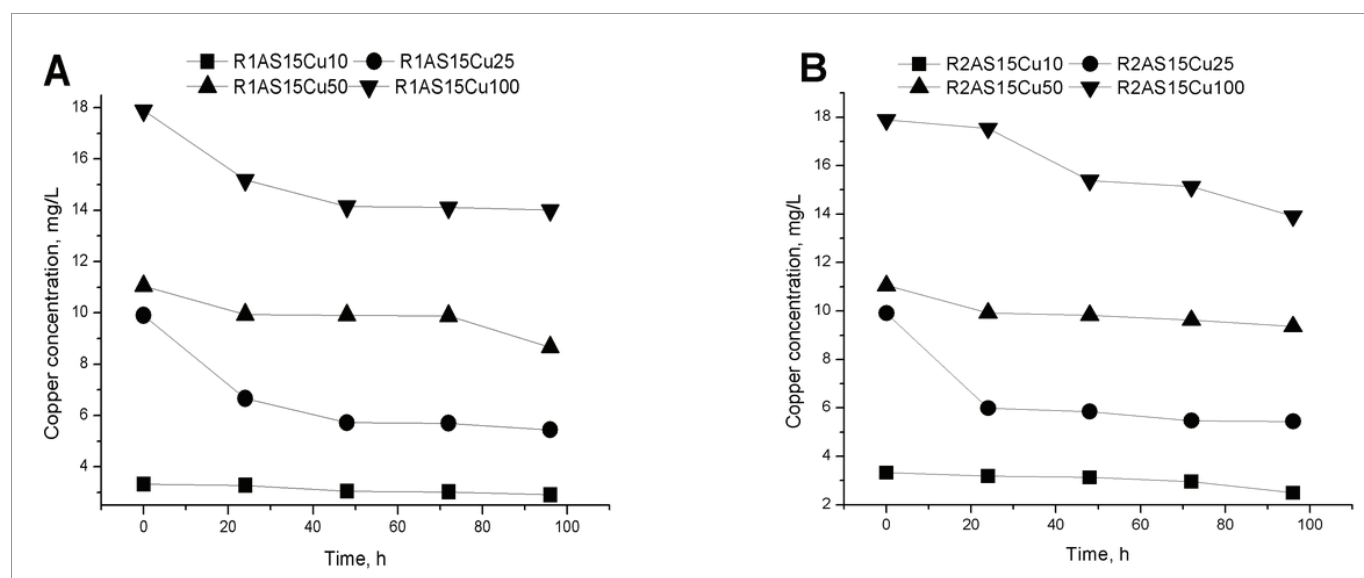 A
R1AS15Cu10 R1AS15Cu25
R1AS15Cu50 R1AS15Cu100
18
16
14
12
10
8
6
4
0 20 40 60 80 100
Copper concentration, mg/L
Time, h
B
R2AS15Cu10 R2AS15Cu25
R2AS15Cu50 R2AS15Cu100
18
16
14
12
10
8
6
4
2
0 20 40 60 80 100
Copper concentration, mg/L
Time, h